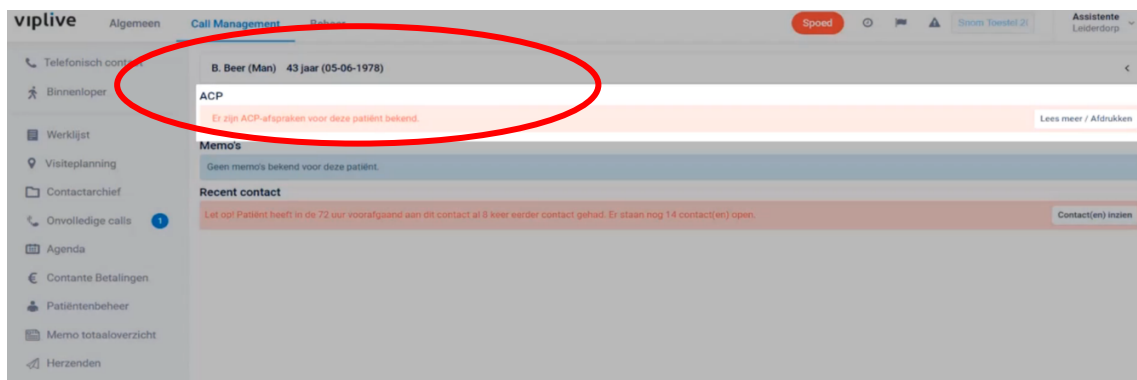 viplive
Algemeen
Call Management
Beheer
Spoed
Snom Toestel 2(
Assistente
Leiderdorp
Telefonisch contact
Binnenloper
Werklijst
Visiteplanning
Contactarchief
Onvolledige calls 1
Agenda
Contante Betalingen
Patiëntenbeheer
Memo totaaloverzicht
Herzenden
B. Beer (Man) 43 jaar (05-06-1978)
ACP
Er zijn ACP-afspraken voor deze patiënt bekend.
Lees meer / Afdrukken
Memo's
Geen memo's bekend voor deze patiënt.
Recent contact
Let op! Patiënt heeft in de 72 uur voorafgaand aan dit contact al 8 keer eerder contact gehad. Er staan nog 14 contact(en) open.
Contact(en) inzien